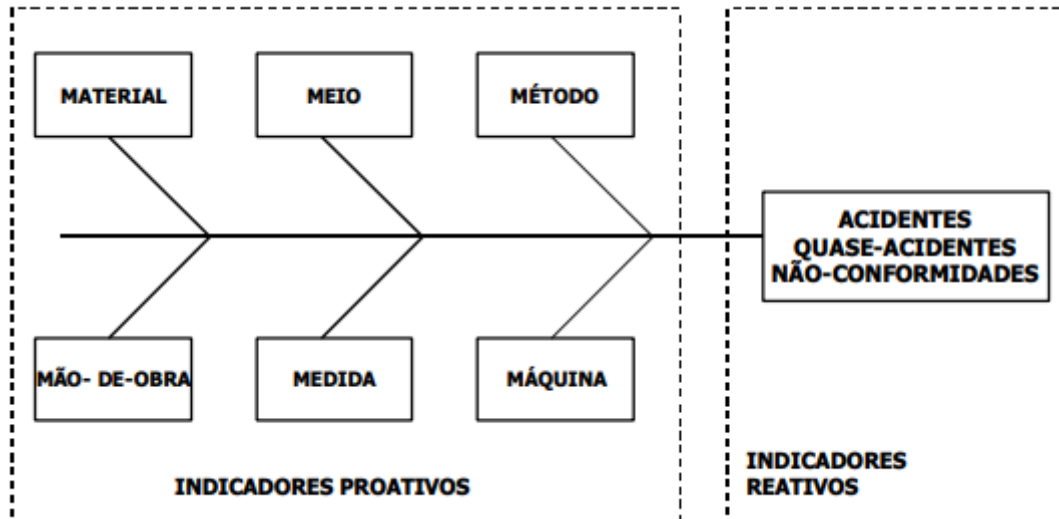 MATERIAL
MEIO
MÉTODO
ACIDENTES
QUASE-ACIDENTES
NÃO-CONFORMIDADES
MÃO- DE-OBRA
MEDIDA
MÁQUINA
INDICADORES PROATIVOS
INDICADORES
REATIVOS